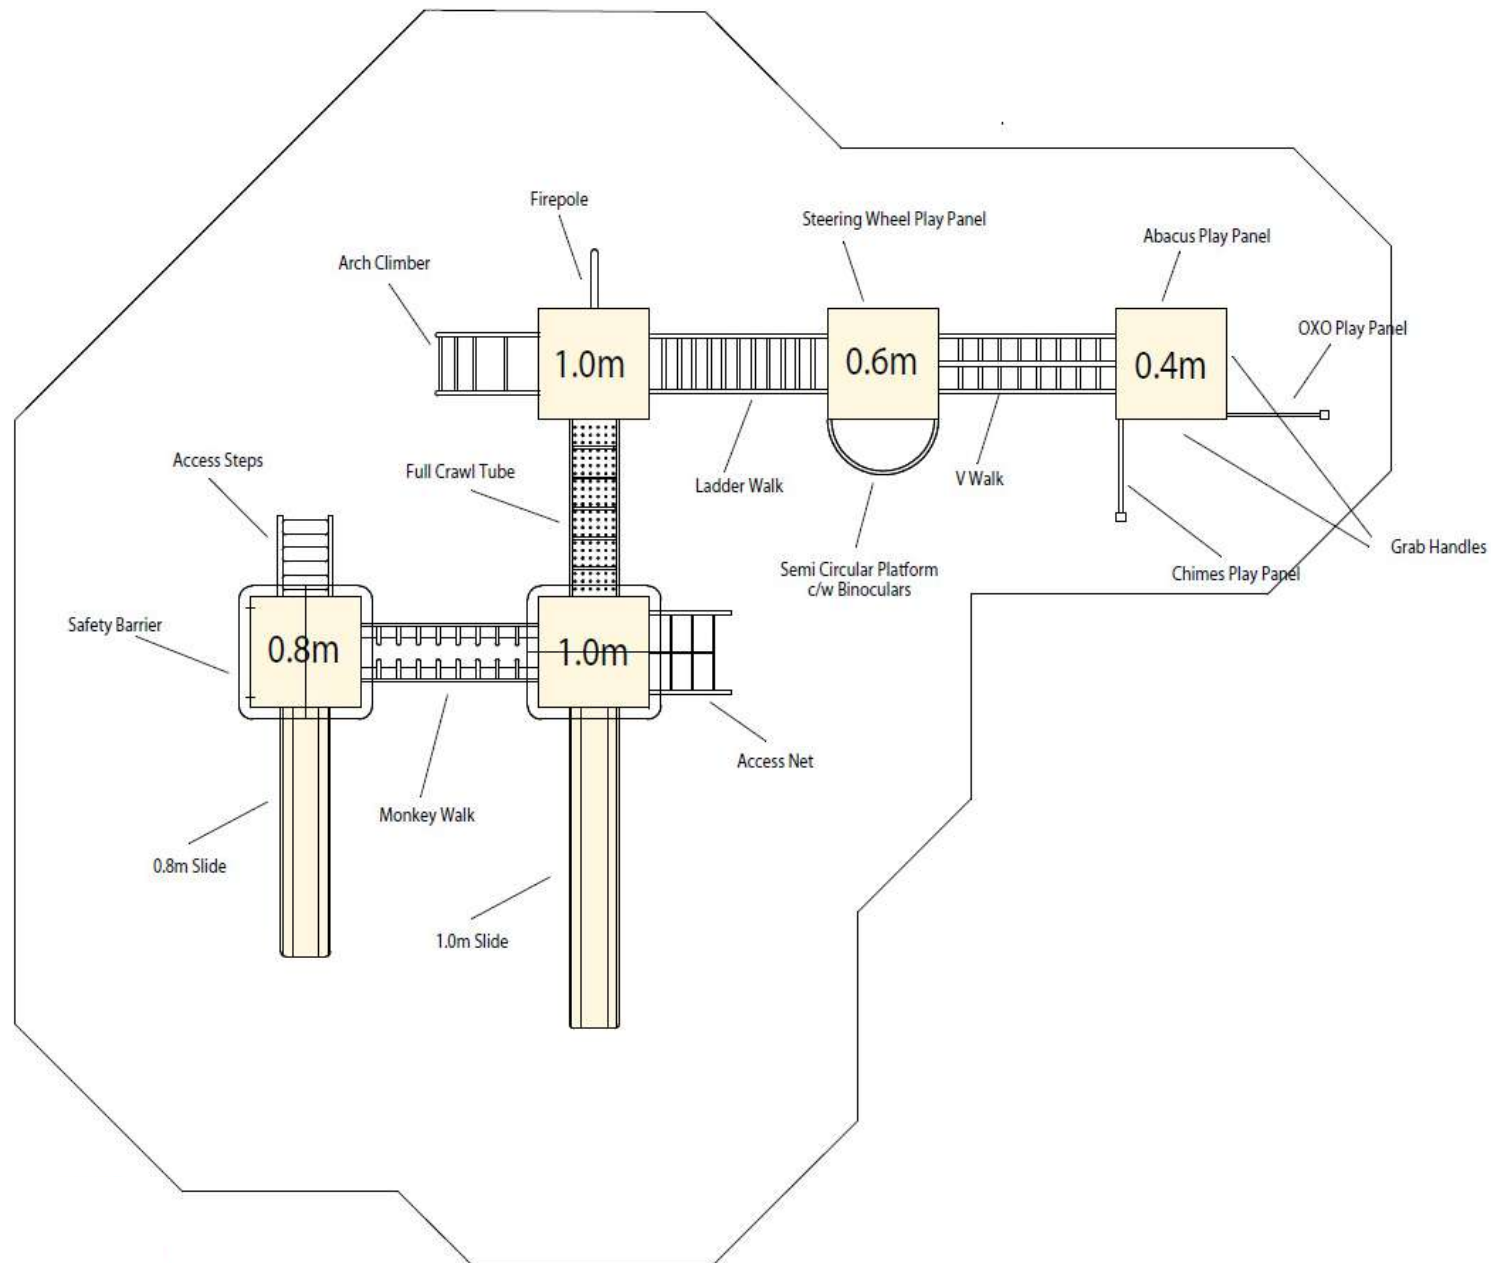 Firepole
Steering Wheel Play Panel
Abacus Play Panel
Arch Climber
OXO Play Panel
1.0m
0.6m
0.4m
Access Steps
Full Crawl Tube
Ladder Walk
V Walk
Grab Handles
Semi Circular Platform
c/w Binoculars
Chimes Play Panel
Safety Barrier
0.8m
1.0m
Access Net
Monkey Walk
0.8m Slide
1.0m Slide